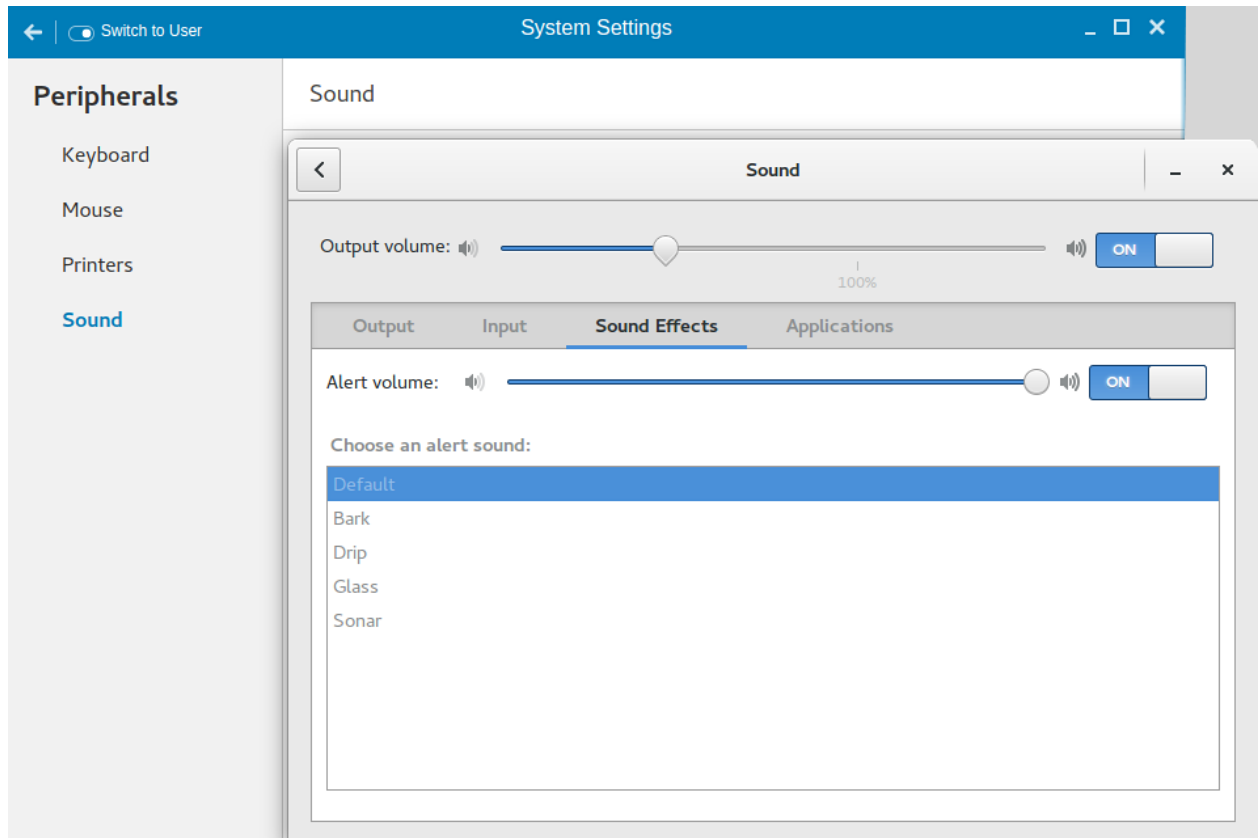 Switch to User
System Settings
Peripherals
Sound
Keyboard
Mouse
Printers
Sound
Sound
Output volume:
ON
100%
Output Input Sound Effects Applications
Alert volume:
ON
Choose an alert sound:
Default
Bark
Drip
Glass
Sonar